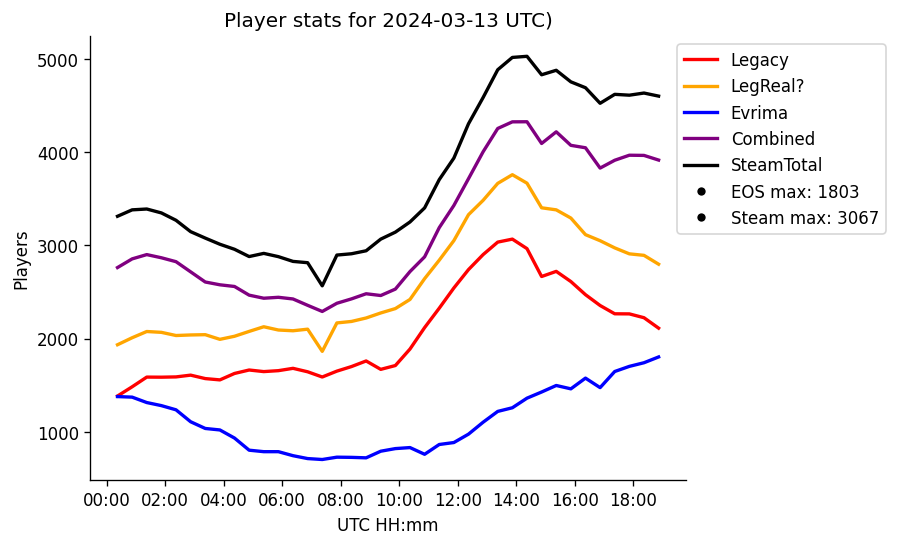 Player stats for 2024-03-13 UTC)
Players
5000
4000
3000
2000
1000
00:00 02:00 04:00 06:00 08:00 10:00 12:00 14:00 16:00 18:00
UTC HH:mm
Legacy
LegReal?
Evrima
Combined
SteamTotal
EOS max: 1803
Steam max: 3067